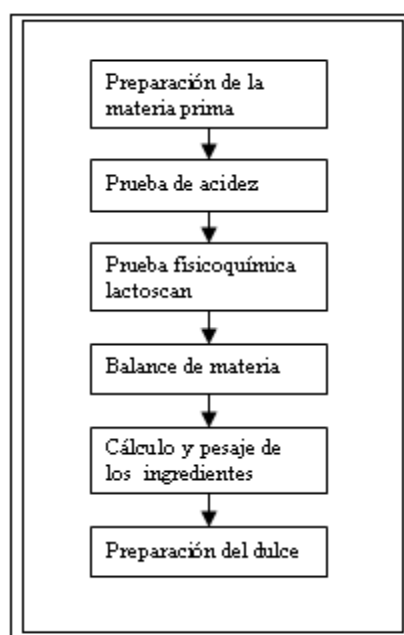 Preparación de la
materia prima
Prueba de acidez
Prueba físicoquímica
lactoscan
Balance de materia
Cálculo y pesaje de
los ingredientes
Preparación del dulce